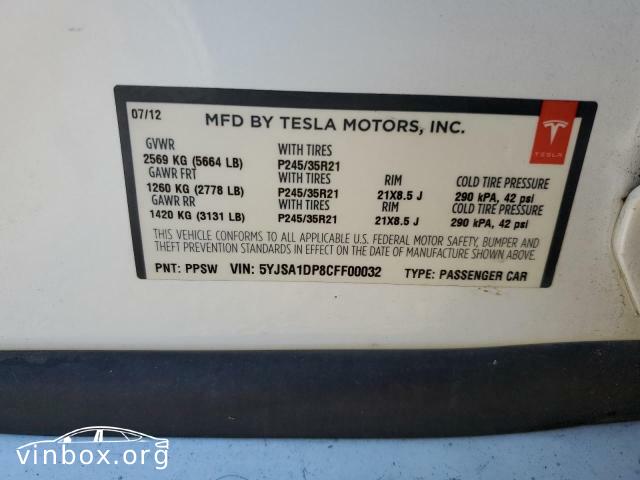 07/12
MFD BY TESLA MOTORS, INC.
GVWR WITH TIRES
2569 KG (5664 LB) P245/35R21
GAWR FRT WITH TIRES RIM COLD TIRE PRESSURE
1260 KG (2778 LB) P245/35R21 21X8.5 J 290 kPA, 42 psi
GAWR RR WITH TIRES RIM COLD TIRE PRESSURE
1420 KG (3131 LB) P245/35R21 21X8.5 J 290 kPA, 42 psi
THIS VEHICLE CONFORMS TO ALL APPLICABLE U.S. FEDERAL MOTOR SAFETY, BUMPER AND
THEFT PREVENTION STANDARDS IN EFFECT ON THE DATE OF MANUFACTURE SHOWN ABOVE.
PNT: PPSW VIN: 5YJSA1DP8CFF00032 TYPE: PASSENGER CAR
TESLA
vinbox.org